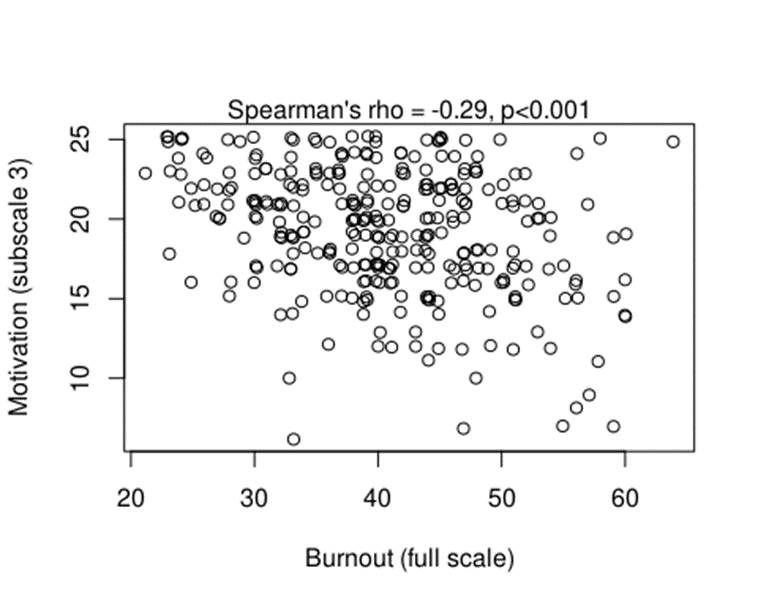 Spearman's rho = -0.29, p<0.001
Motivation (subscale 3)
25
20
15
10
20 30 40 50 60
Burnout (full scale)